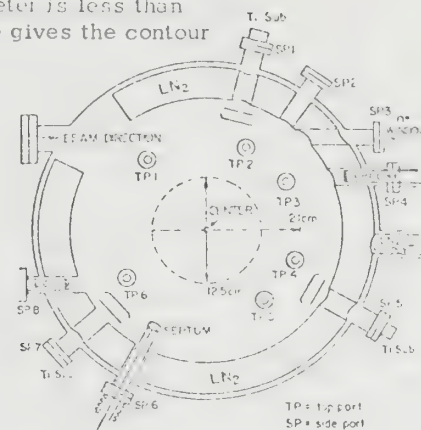 eter is less than
gives the contour
Ti Sub
SP1
SP2
SP3
LN₂
BEAM DIRECTION
TP1
TP2
TP3
SP4
CENTER
21cm
TP4
12.5cm
TP6
SP8
SP5
Ti Sub
SEPTUM
SP7
SP6
LN₂
TP = top port
SP = side port